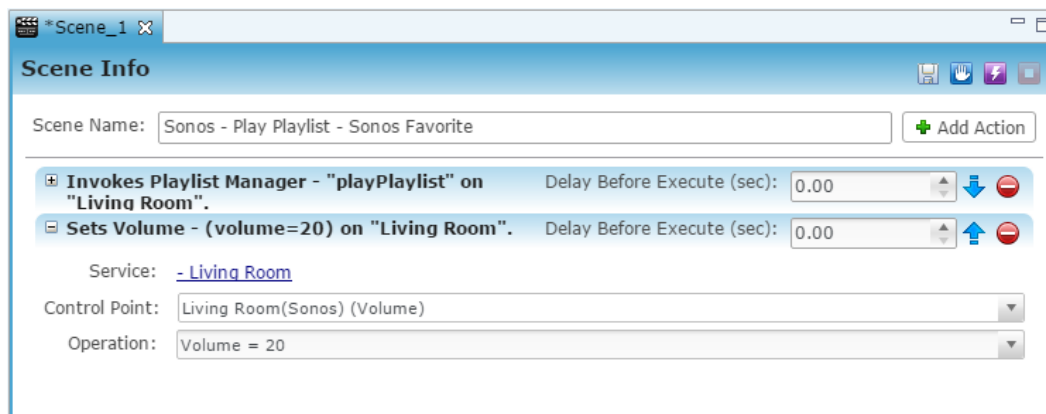 *Scene_1
Scene Info
Scene Name: Sonos - Play Playlist - Sonos Favorite Add Action
Invokes Playlist Manager - "playPlaylist" on Delay Before Execute (sec): 0.00
"Living Room".
Sets Volume - (volume=20) on "Living Room". Delay Before Execute (sec): 0.00
Service: - Living Room
Control Point: Living Room(Sonos) (Volume)
Operation: Volume = 20